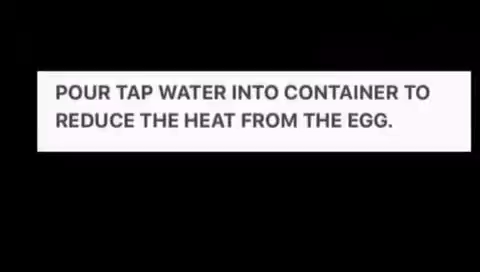 POUR TAP WATER INTO CONTAINER TO
REDUCE THE HEAT FROM THE EGG.